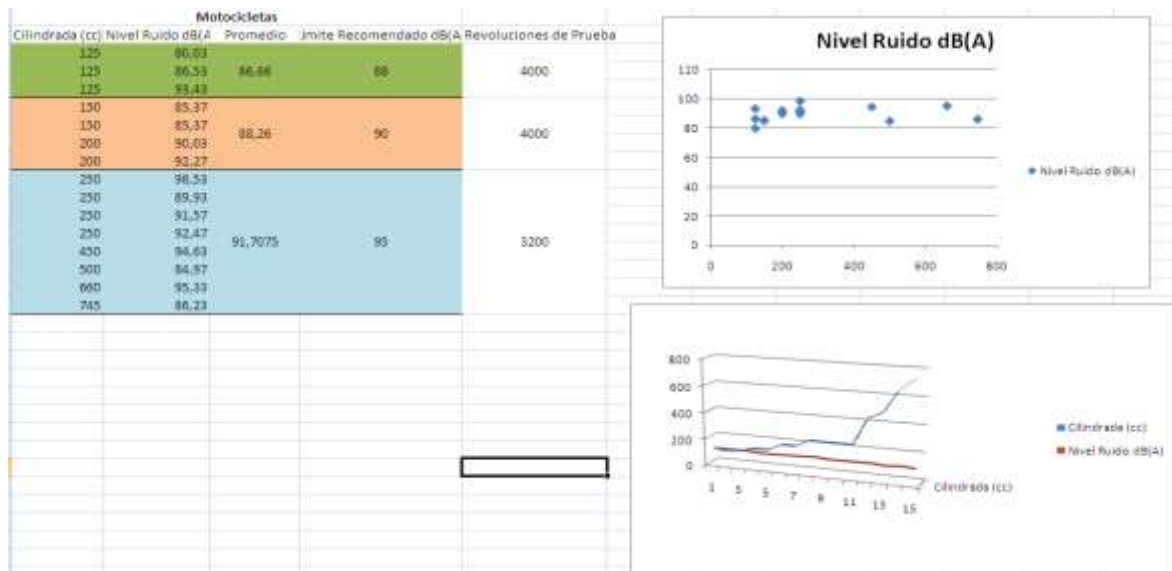 Motocicletas
Cilindrada (cc) Nivel Ruido dB(A Promedio ímite Recomendado dB(A Revoluciones de Prueba
125
125 86,53 86,66 88 4000
125 93,43
150 85,37
150 85,37 88,26 90 4000
200 90,03
200 92,27
250 98,53
250 89,93
250 91,57
250 92,47 91,7075 95 3200
450 94,63
500 84,97
660 95,33
745 86,23
Nivel Ruido dB(A)
120
100
80
60
40
20
0
0 200 400 600 800
Nivel Ruido dB(A)
800
600
400
200
0
1 3 5 7 9 11 13 15
Cilindrada (cc)
Cilindrada (cc)
Nivel Ruido dB(A)